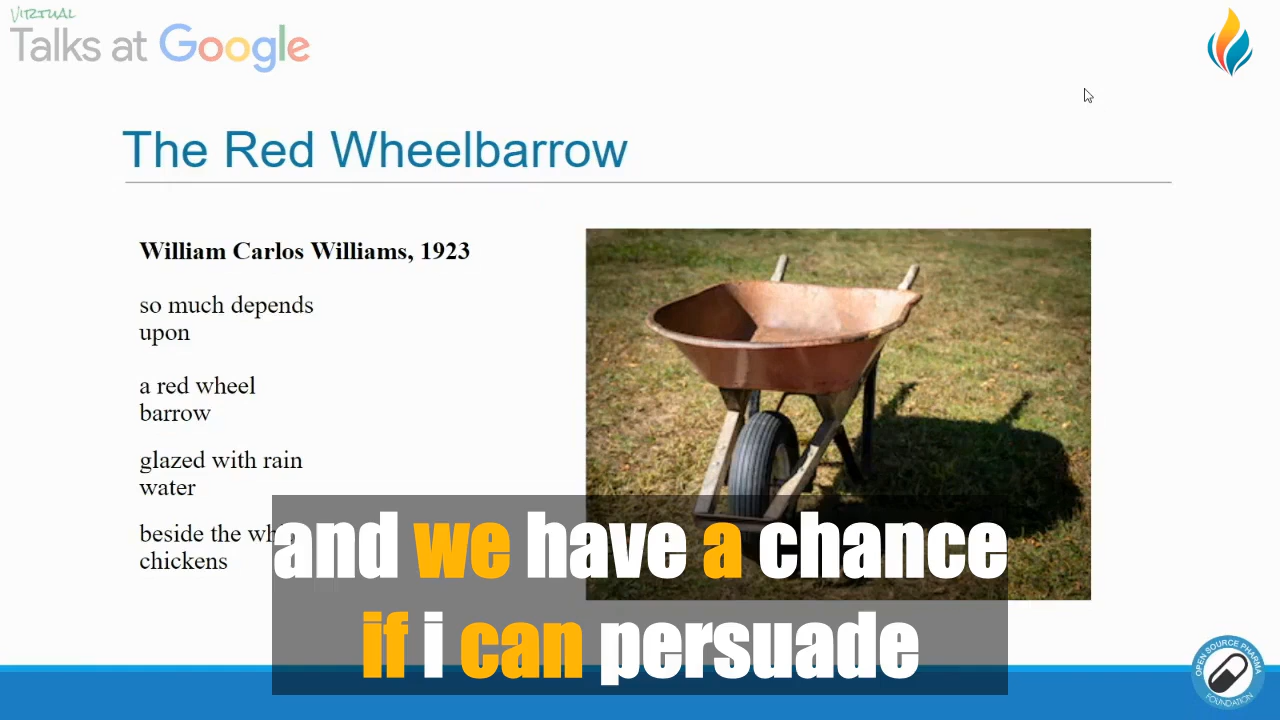 Virtual
Talks at Google
The Red Wheelbarrow
William Carlos Williams, 1923
so much depends
upon
a red wheel
barrow
glazed with rain
water
beside the
chickens
and we have a chance
if i can persuade
OPEN SOURCE PHARMA
FOUNDATION